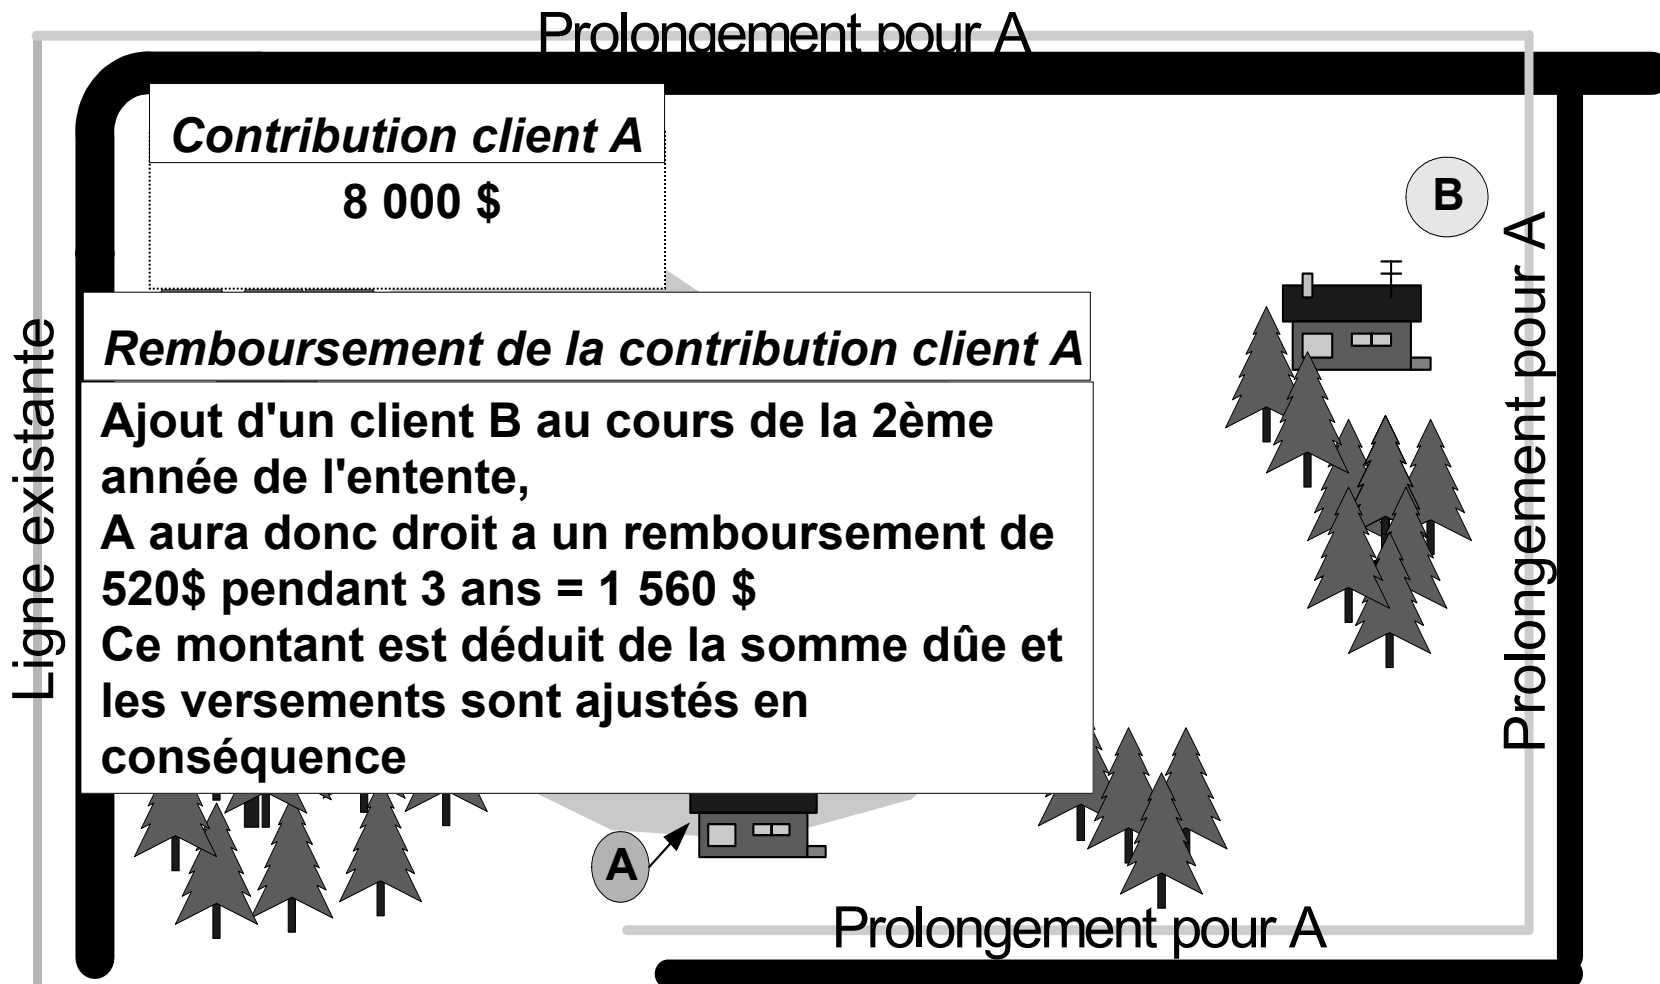 Prolongement pour A
Contribution client A
8 000 $
B
Remboursement de la contribution client A
Ajout d'un client B au cours de la 2ème
année de l'entente,
A aura donc droit a un remboursement de
520$ pendant 3 ans = 1 560 $
Ce montant est déduit de la somme dûe et
les versements sont ajustés en
conséquence
Ligne existante
Prolongement pour A
A
Prolongement pour A